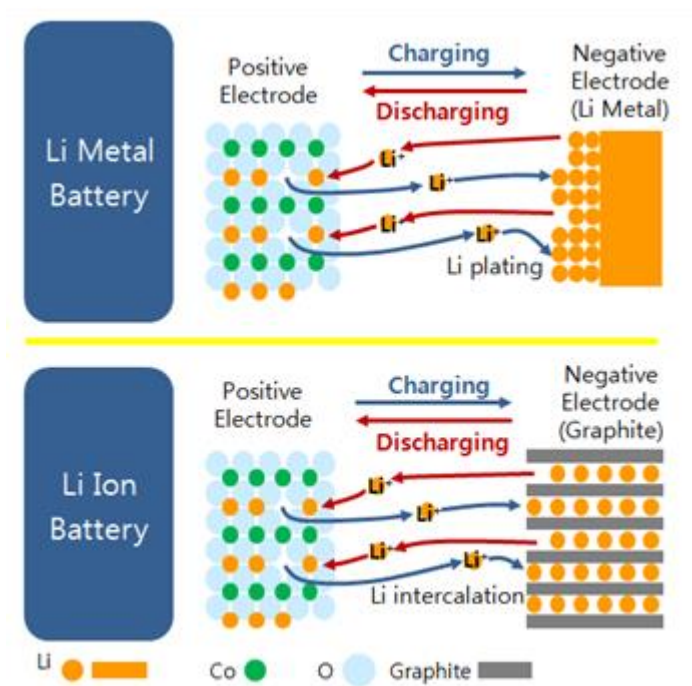 Li Metal
Battery
Positive
Electrode
Charging
Discharging
Negative
Electrode
(Li Metal)
Li⁺
Li⁺
Li⁺
Li⁺
Li plating
Li Ion
Battery
Positive
Electrode
Charging
Discharging
Negative
Electrode
(Graphite)
Li⁺
Li⁺
Li⁺
Li⁺
Li intercalation
Li Co O Graphite